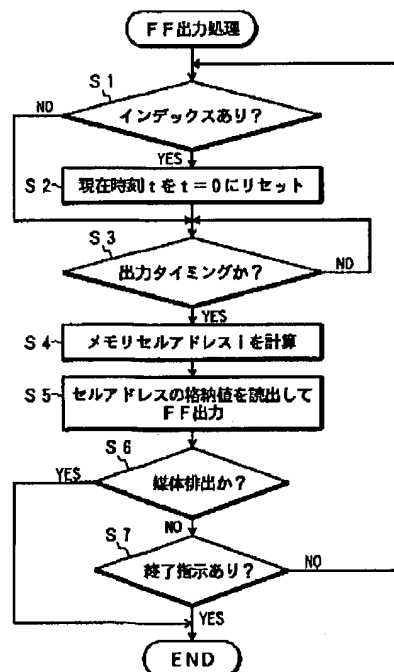 FF出力処理
S1
NO
インデックスあり？
YES
S2
現在時刻tをt＝0にリセット
S3
出力タイミングか？
NO
YES
S4
メモリセルアドレスiを計算
S5
セルアドレスの格納値を読出して
FF出力
S6
YES
媒体排出か？
NO
S7
終了指示あり？
NO
YES
END